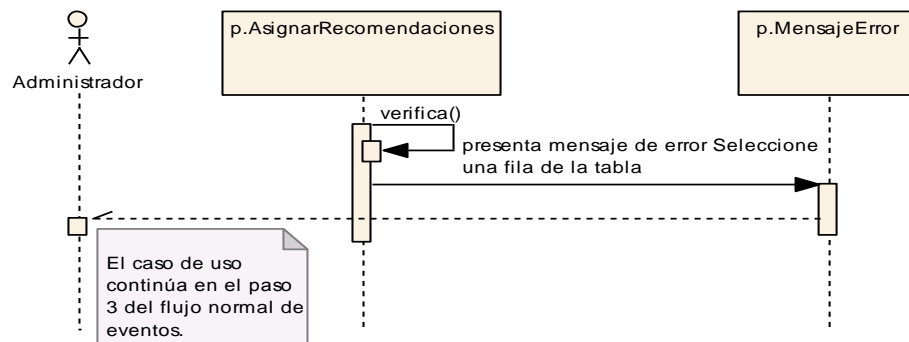 p.AsignarRecomendaciones
p.MensajeError
Administrador
verifica()
presenta mensaje de error Seleccione
una fila de la tabla
El caso de uso
continúa en el paso
3 del flujo normal de
eventos.